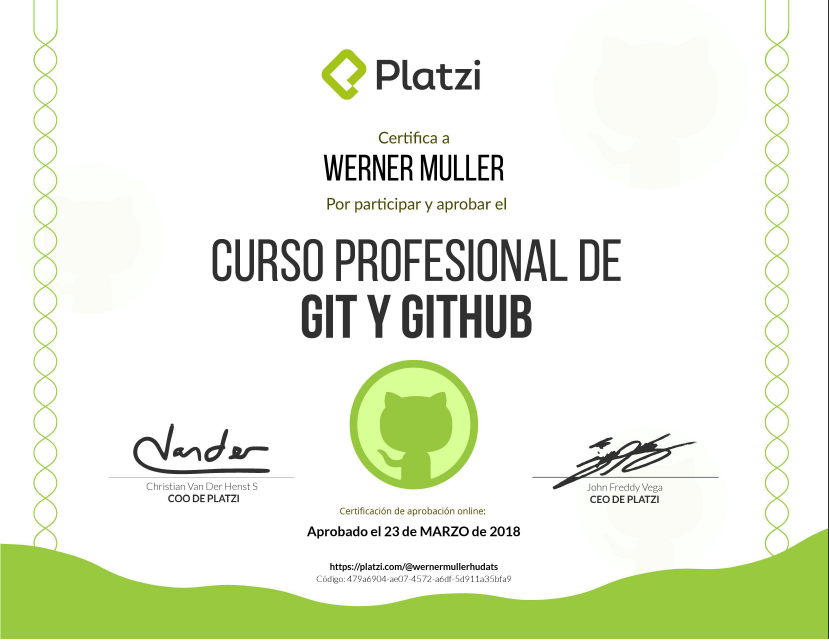 Platzi
Certifica a
WERNER MULLER
Por participar y aprobar el
CURSO PROFESIONAL DE
GIT Y GITHUB
Vander
Christian Van Der Henst S
COO DE PLATZI
John Freddy Vega
CEO DE PLATZI
Certificación de aprobación online:
Aprobado el 23 de MARZO de 2018
https://platzi.com/@wernermullerhudats
Código: 479a6904-ae07-4572-a6df-5d911a35bfa9